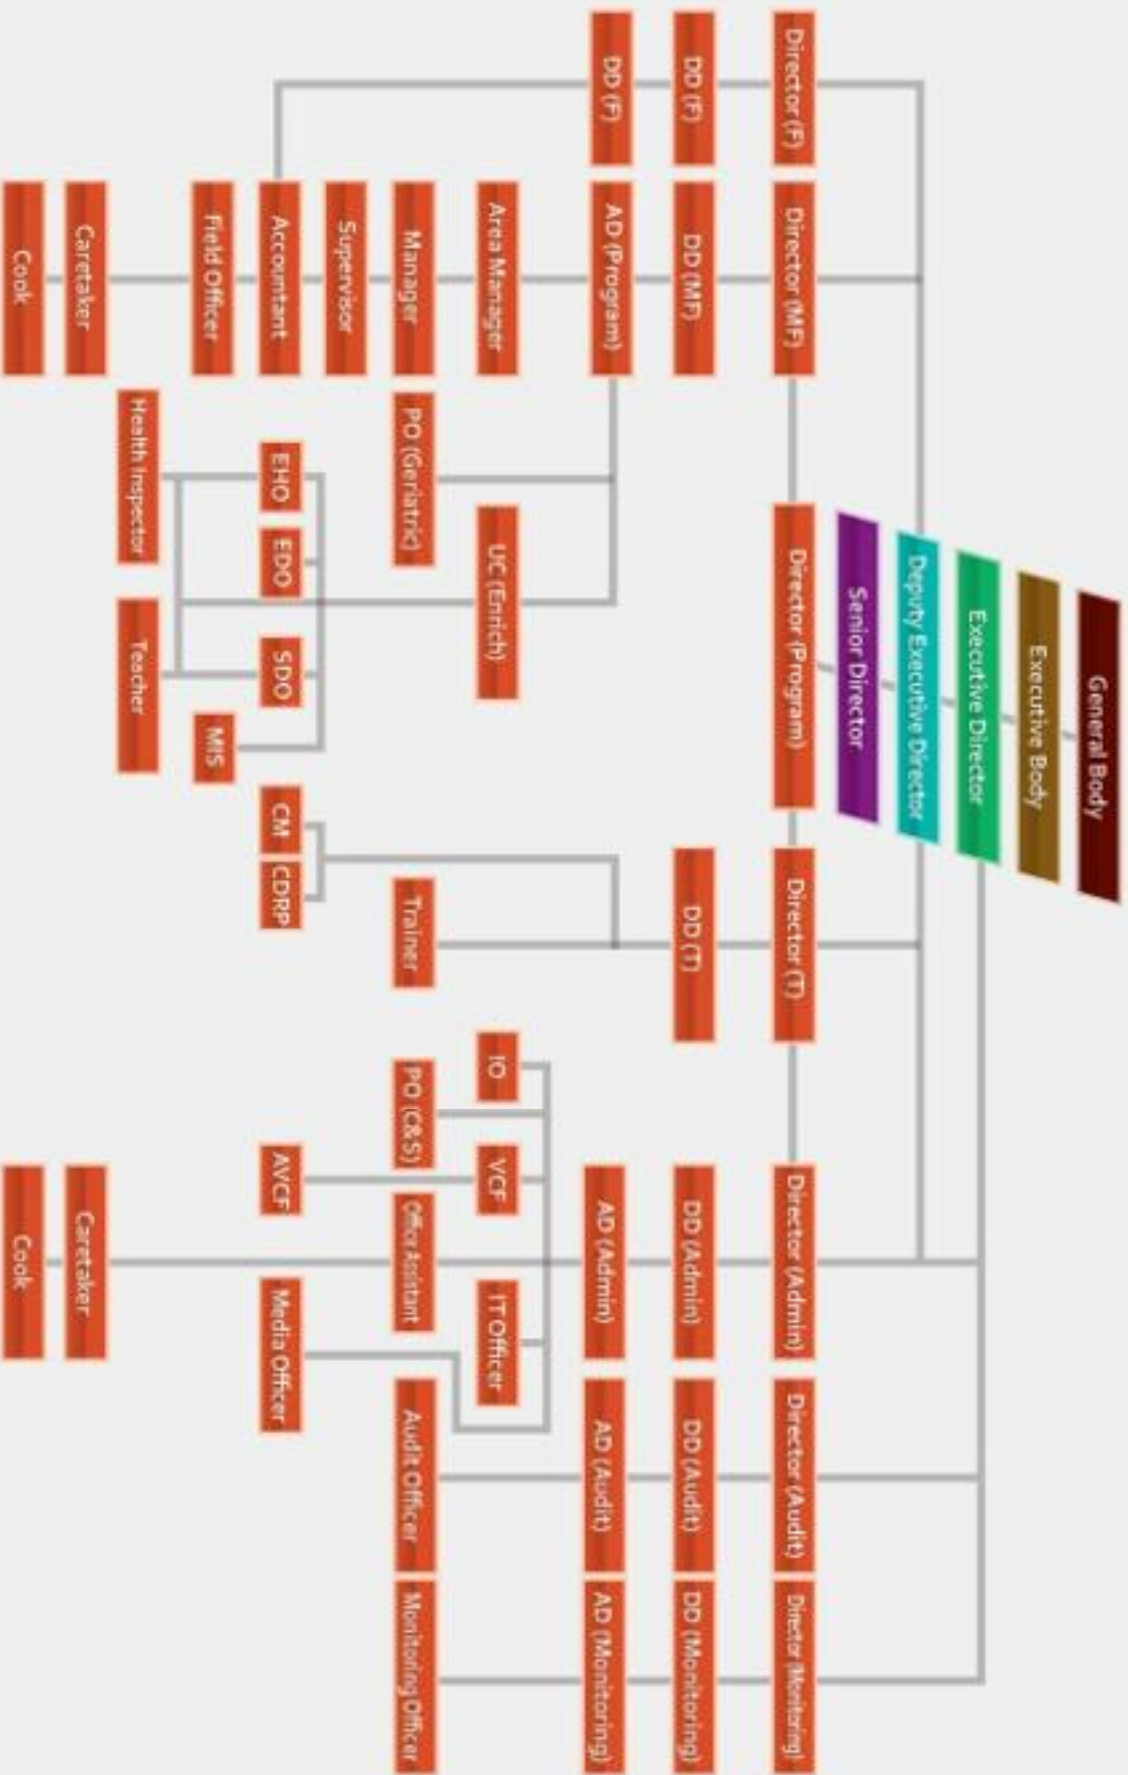 General Body
Executive Body
Executive Director
Deputy Executive Director
Senior Director
Director (F)
Director (MF)
Director (Program)
Director (T)
Director (Admin)
Director (Audit)
Director (Monitoring)
DD (F)
DD (MF)
DD (T)
DD (Admin)
DD (Audit)
DD (Monitoring)
DD (F)
AD (Program)
AD (Admin)
AD (Audit)
AD (Monitoring)
Area Manager
UC (Enrich)
IO
VCF
IT Officer
Manager
PO (Geriatric)
Trainer
PO (C&S)
Office Assistant
Audit Officer
Monitoring Officer
Supervisor
Accountant
EHO
EDO
SDO
CM
CDRP
AVCF
Media Officer
Field Officer
MIS
Health Inspector
Teacher
Caretaker
Caretaker
Cook
Cook